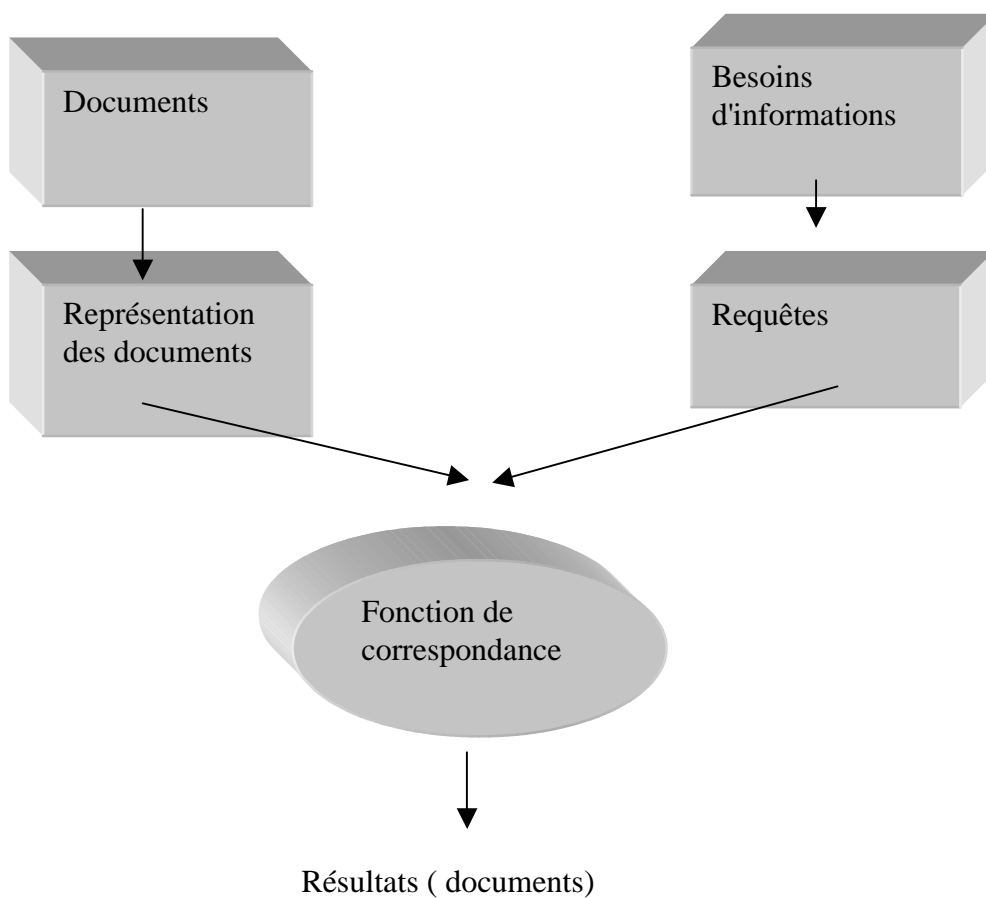 Documents
Besoins
d'informations
Représentation
des documents
Requêtes
Fonction de
correspondance
Résultats ( documents)